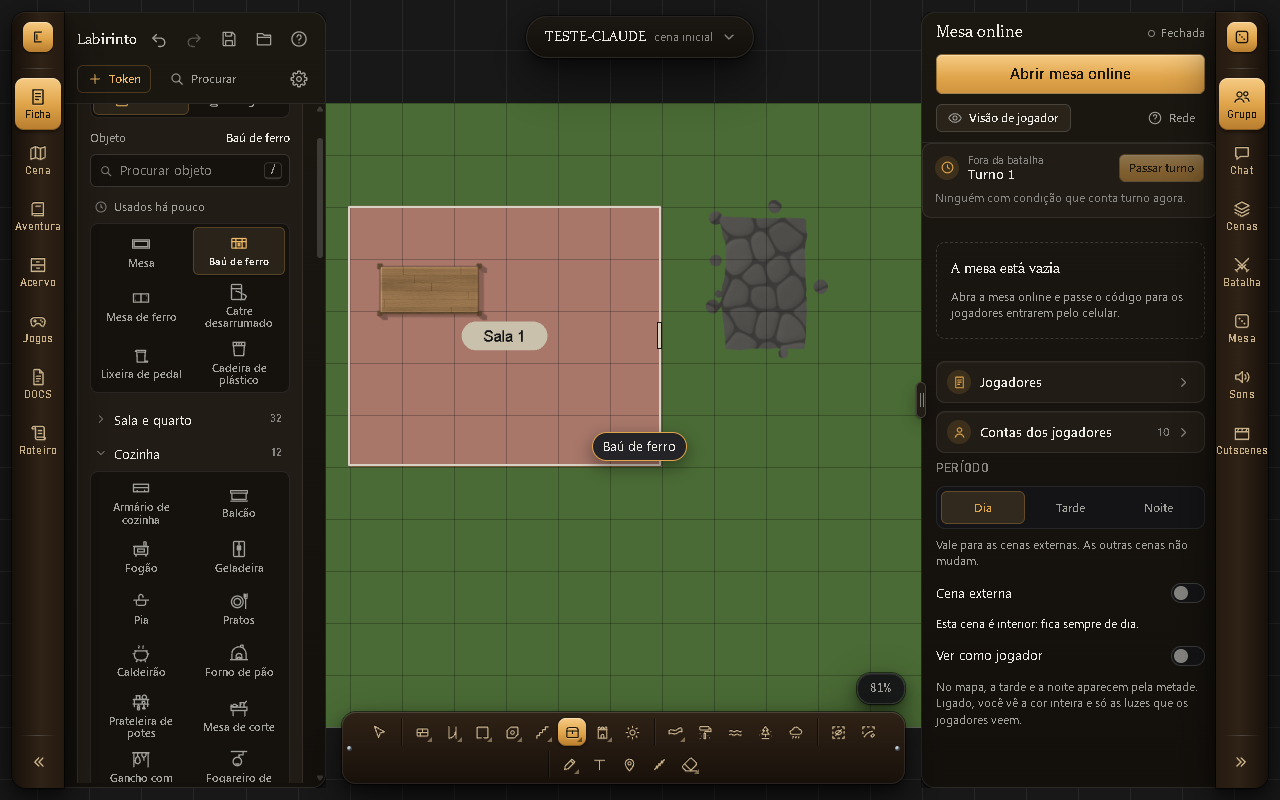 Labirinto
Token
Procurar
Ficha
Cena
Aventura
Acervo
Jogos
DOCS
Roteiro
Objeto
Baú de ferro
Procurar objeto
/
Usados há pouco
Mesa
Baú de ferro
Mesa de ferro
Catre desarrumado
Lixeira de pedal
Cadeira de plástico
Sala e quarto
32
Cozinha
12
Armário de cozinha
Balcão
Fogão
Geladeira
Pia
Pratos
Caldeirão
Forno de pão
Prateleira de potes
Mesa de corte
Gancho com
Fogareiro de
TESTE-CLAUDE cena inicial
Sala 1
Baú de ferro
81%
Mesa online
Fechada
Abrir mesa online
Visão de jogador
Rede
Fora da batalha
Turno 1
Passar turno
Ninguém com condição que conta turno agora.
A mesa está vazia
Abra a mesa online e passe o código para os
jogadores entrarem pelo celular.
Jogadores
Contas dos jogadores
10
PERÍODO
Dia
Tarde
Noite
Vale para as cenas externas. As outras cenas não
mudam.
Cena externa
Esta cena é interior: fica sempre de dia.
Ver como jogador
No mapa, a tarde e a noite aparecem pela metade.
Ligado, você vê a cor inteira e só as luzes que os
jogadores veem.
Grupo
Chat
Cenas
Batalha
Mesa
Sons
Cutscenes